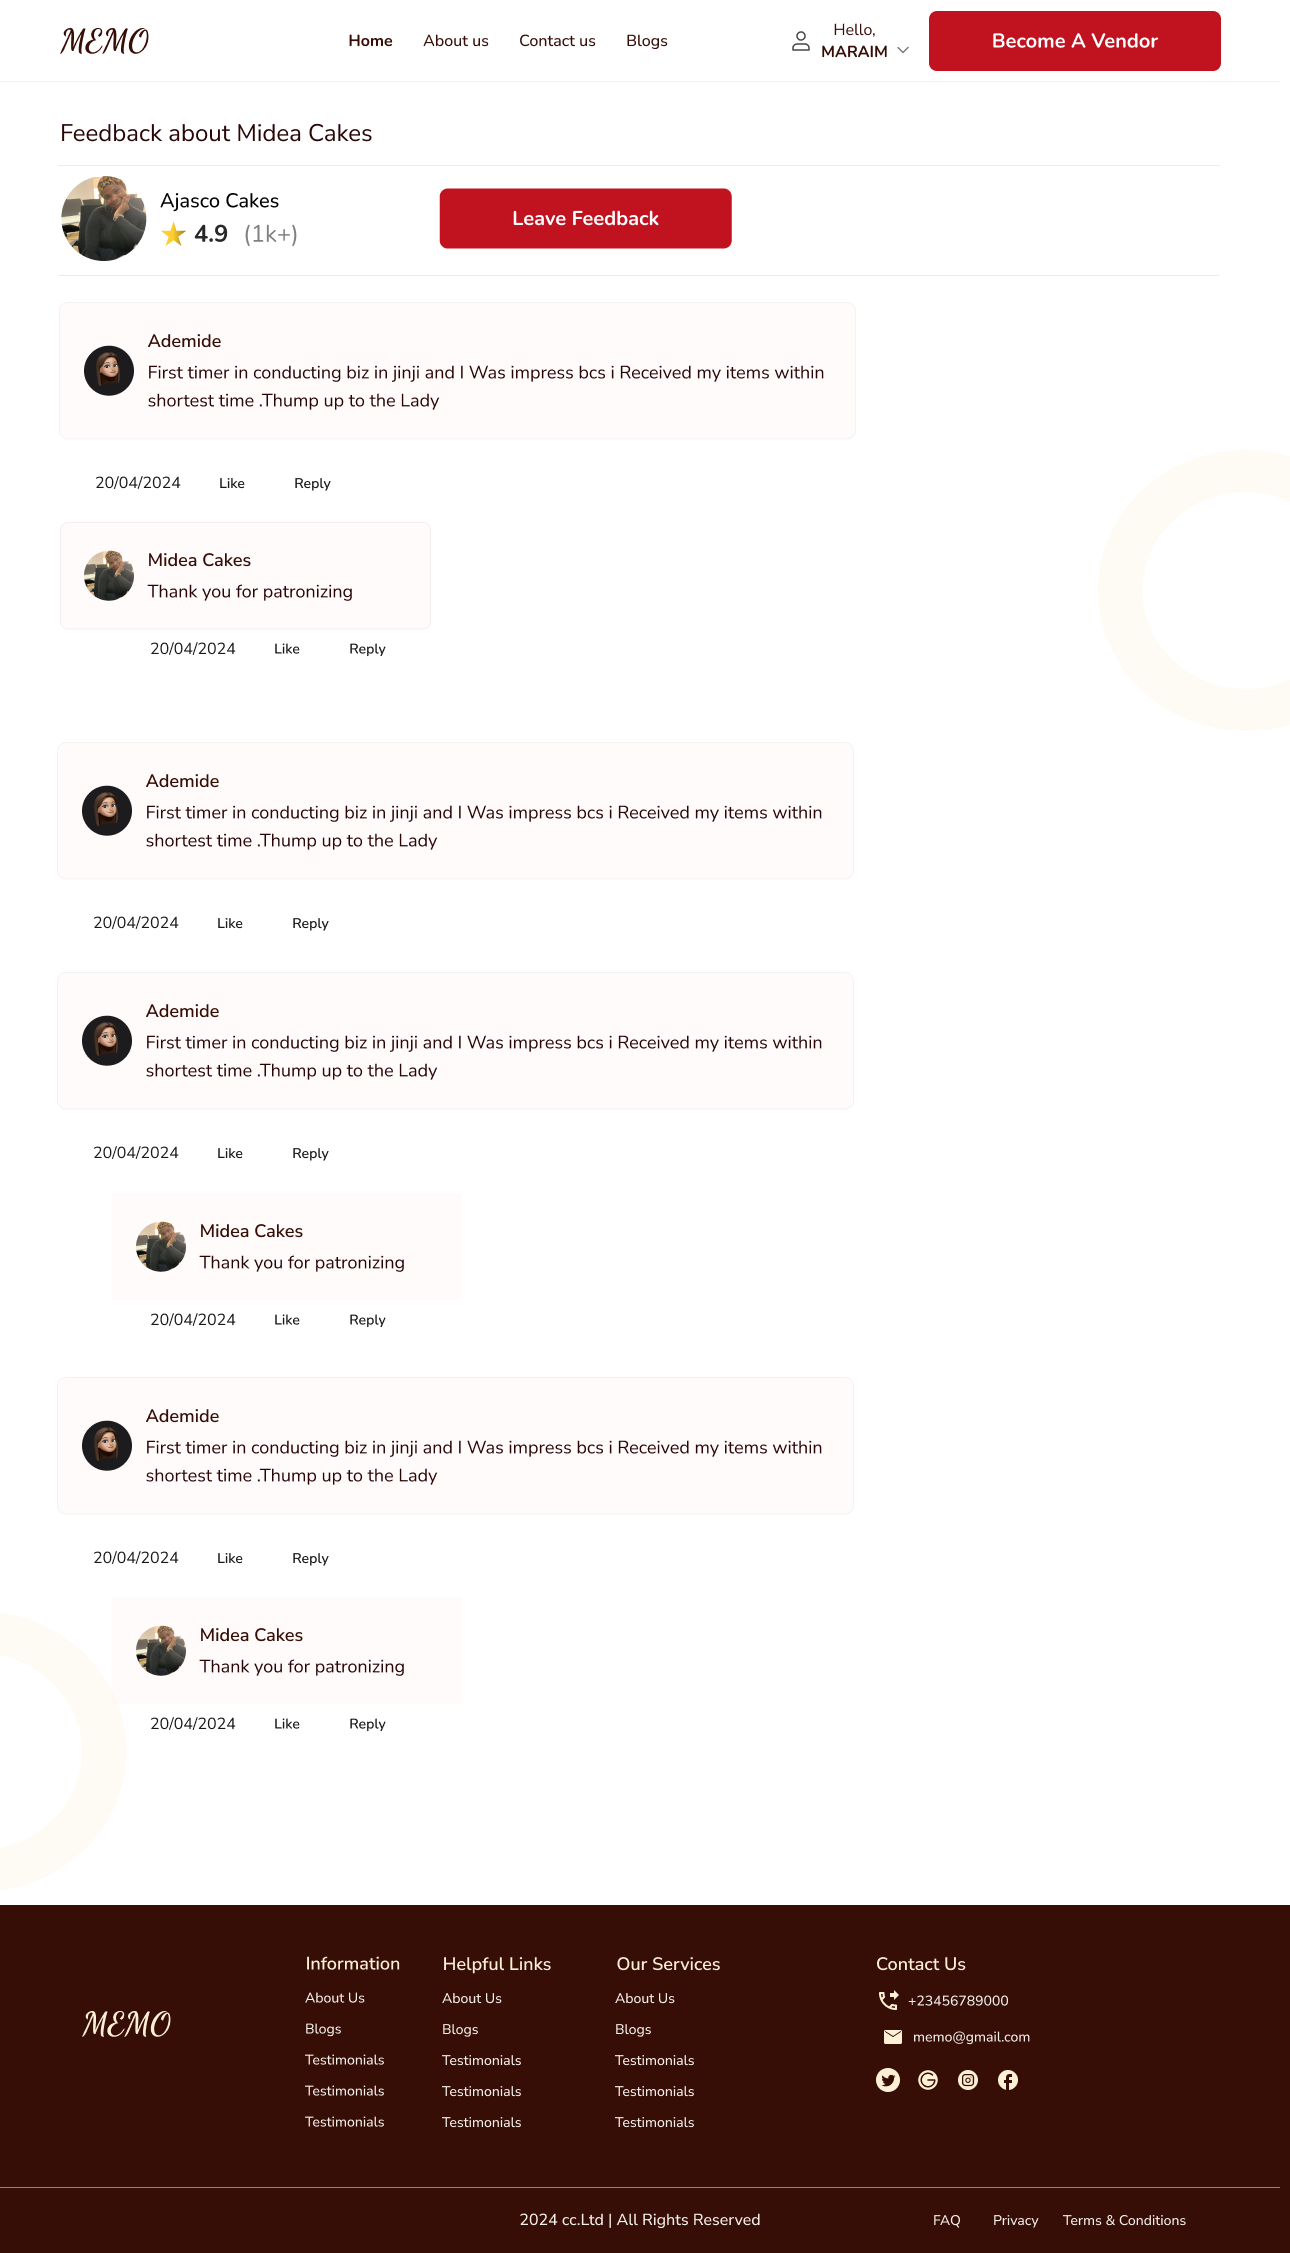 MEMO
Home About us Contact us Blogs
Hello,
MARAIM
Become A Vendor
Feedback about Midea Cakes
Ajasco Cakes
4.9 (1k+)
Leave Feedback
Ademide
First timer in conducting biz in jinji and I Was impress bcs i Received my items within
shortest time .Thump up to the Lady
20/04/2024 Like Reply
Midea Cakes
Thank you for patronizing
20/04/2024 Like Reply
Ademide
First timer in conducting biz in jinji and I Was impress bcs i Received my items within
shortest time .Thump up to the Lady
20/04/2024 Like Reply
Ademide
First timer in conducting biz in jinji and I Was impress bcs i Received my items within
shortest time .Thump up to the Lady
20/04/2024 Like Reply
Midea Cakes
Thank you for patronizing
20/04/2024 Like Reply
Ademide
First timer in conducting biz in jinji and I Was impress bcs i Received my items within
shortest time .Thump up to the Lady
20/04/2024 Like Reply
Midea Cakes
Thank you for patronizing
20/04/2024 Like Reply
MEMO
Information
About Us
Blogs
Testimonials
Testimonials
Testimonials
Helpful Links
About Us
Blogs
Testimonials
Testimonials
Testimonials
Our Services
About Us
Blogs
Testimonials
Testimonials
Testimonials
Contact Us
+23456789000
memo@gmail.com
2024 cc.Ltd | All Rights Reserved
FAQ Privacy Terms & Conditions